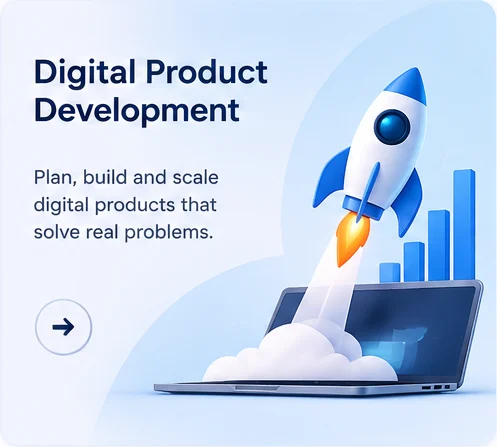 Digital Product
Development
Plan, build and scale
digital products that
solve real problems.